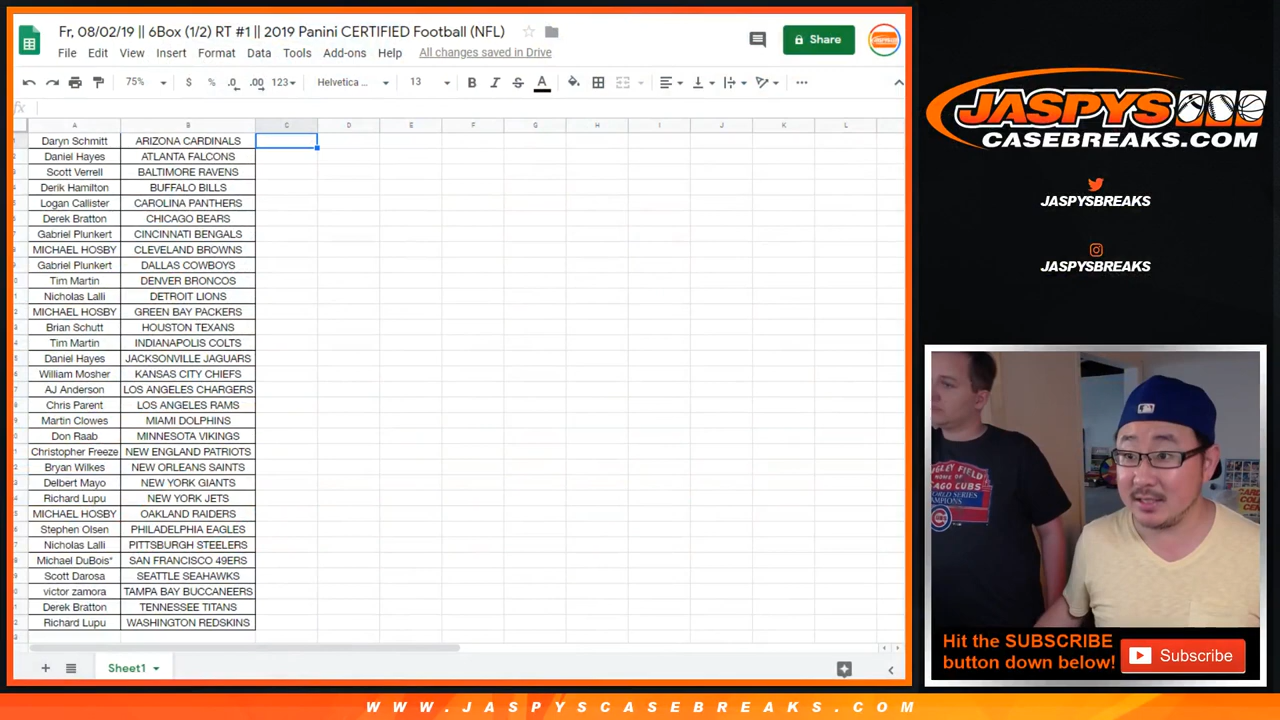 Fr, 08/02/19 || 6Box (1/2) RT #1 || 2019 Panini CERTIFIED Football (NFL)
File Edit View Format Data Tools Add-ons Help All changes saved in Drive
Share
75% $ % .0 .00 123 Helvetica ... 13 B I S A
fx
A B C D E F G H I J K L
Daryn Schmitt ARIZONA CARDINALS
Daniel Hayes ATLANTA FALCONS
Scott Verrell BALTIMORE RAVENS
Derik Hamilton BUFFALO BILLS
Logan Callister CAROLINA PANTHERS
Derek Bratton CHICAGO BEARS
Gabriel Plunkert CINCINNATI BENGALS
MICHAEL HOSBY CLEVELAND BROWNS
Gabriel Plunkert DALLAS COWBOYS
Tim Martin DENVER BRONCOS
Nicholas Lalli DETROIT LIONS
MICHAEL HOSBY GREEN BAY PACKERS
Brian Schutt HOUSTON TEXANS
Tim Martin INDIANAPOLIS COLTS
Daniel Hayes JACKSONVILLE JAGUARS
William Mosher KANSAS CITY CHIEFS
AJ Anderson LOS ANGELES CHARGERS
Chris Parent LOS ANGELES RAMS
Martin Clowes MIAMI DOLPHINS
Don Raab MINNESOTA VIKINGS
Christopher Freeze NEW ENGLAND PATRIOTS
Bryan Wilkes NEW ORLEANS SAINTS
Delbert Mayo NEW YORK GIANTS
Richard Lupu NEW YORK JETS
MICHAEL HOSBY OAKLAND RAIDERS
Stephen Olsen PHILADELPHIA EAGLES
Nicholas Lalli PITTSBURGH STEELERS
Michael DuBois* SAN FRANCISCO 49ERS
Scott Darosa SEATTLE SEAHAWKS
victor zamora TAMPA BAY BUCCANEERS
Derek Bratton TENNESSEE TITANS
Richard Lupu WASHINGTON REDSKINS
Sheet1
JASPYS
CASEBREAKS.COM
JASPYSBREAKS
JASPYSBREAKS
CUBS
WORLD SERIES
CHAMPIONS
Hit the SUBSCRIBE
button down below!
Subscribe
WWW.JASPYSCASEBREAKS.COM